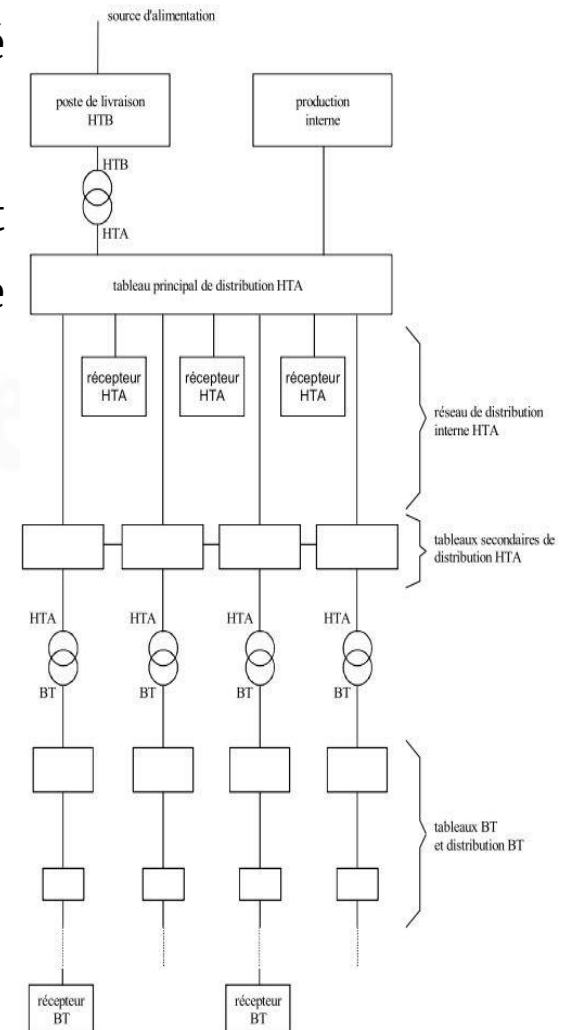 source d'alimentation
é
poste de livraison
HTB
production
interne
HTB
HTA
t
tableau principal de distribution HTA
e
récepteur
HTA
récepteur
HTA
récepteur
HTA
réseau de distribution
interne HTA
tableaux secondaires de
distribution HTA
HTA
HTA
HTA
HTA
BT
BT
BT
BT
tableaux BT
et distribution BT
récepteur
BT
récepteur
BT